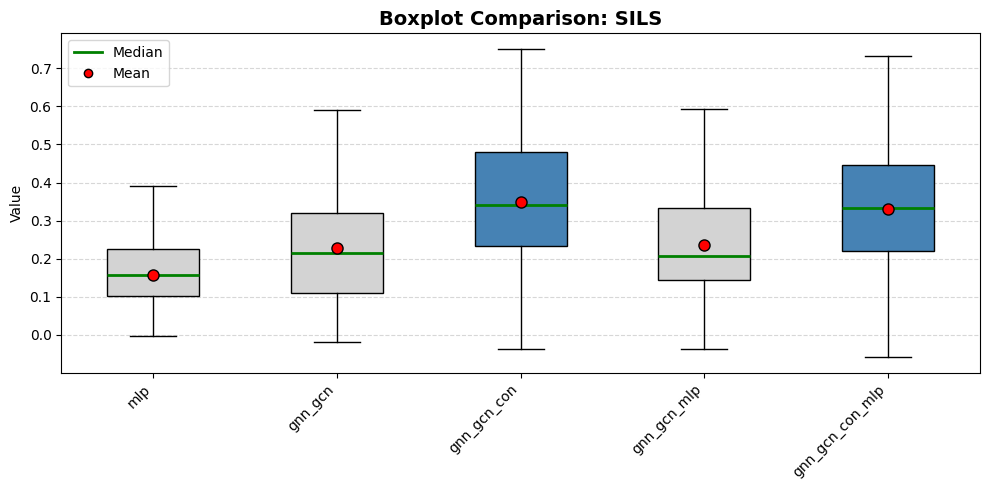 Boxplot Comparison: SILS
Median
Mean
Value
0.7
0.6
0.5
0.4
0.3
0.2
0.1
0.0
mlp
gnn_gcn
gnn_gcn_con
gnn_gcn_mlp
gnn_gcn_con_mlp